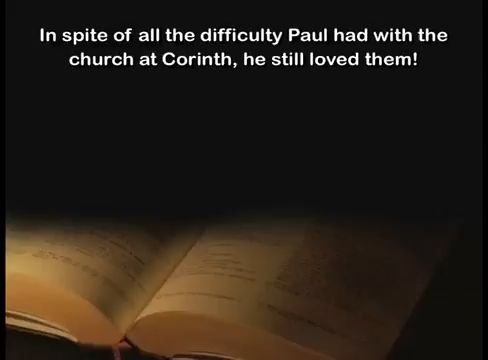 In spite of all the difficulty Paul had with the
church at Corinth, he still loved them!